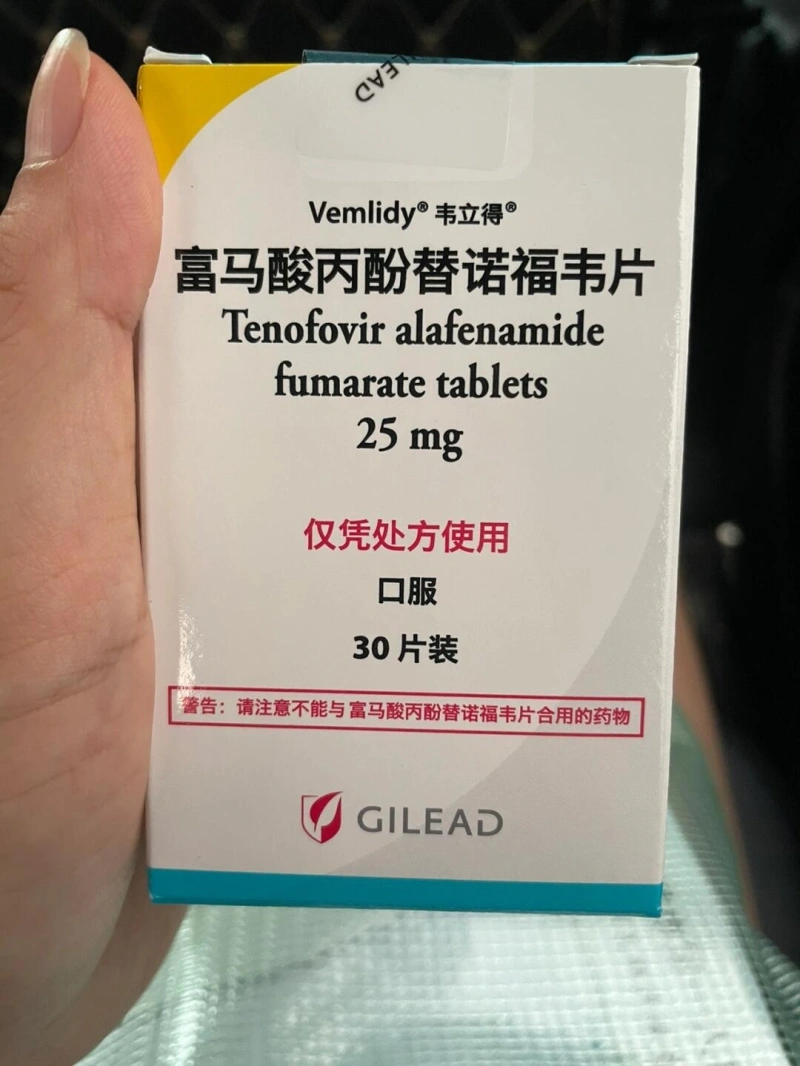 GILEAD
Vemlidy® 韦立得®
富马酸丙酚替诺福韦片
Tenofovir alafenamide
fumarate tablets
25 mg
仅凭处方使用
口服
30 片装
警告：请注意不能与 富马酸丙酚替诺福韦片合用的药物
GILEAD